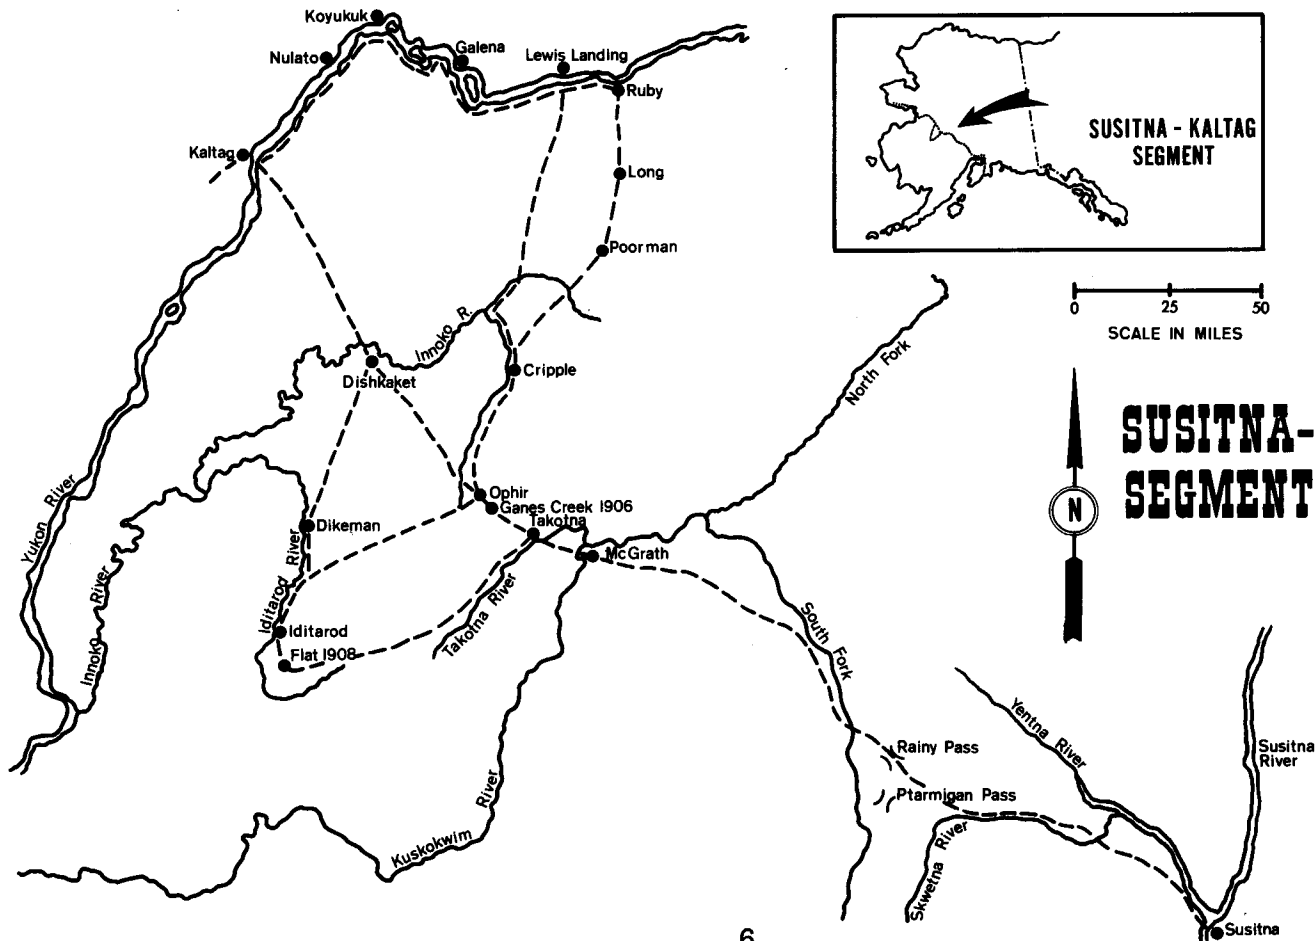 Koyukuk
Nulato
Galena
Lewis Landing
Ruby
Kaltag
Long
Poorman
SUSITNA - KALTAG
SEGMENT
0 25 50
SCALE IN MILES
Innoko R.
Dishkaket
Cripple
North Fork
SUSITNA-
SEGMENT
N
Yukon River
Innoko River
Ophir
Ganes Creek 1906
Takotna
McGrath
Dikeman
Iditarod River
Iditarod
Flat 1908
Takotna River
South Fork
Yentna River
Susitna
River
Rainy Pass
Ptarmigan Pass
Kuskokwim River
Skwetna River
Susitna
6